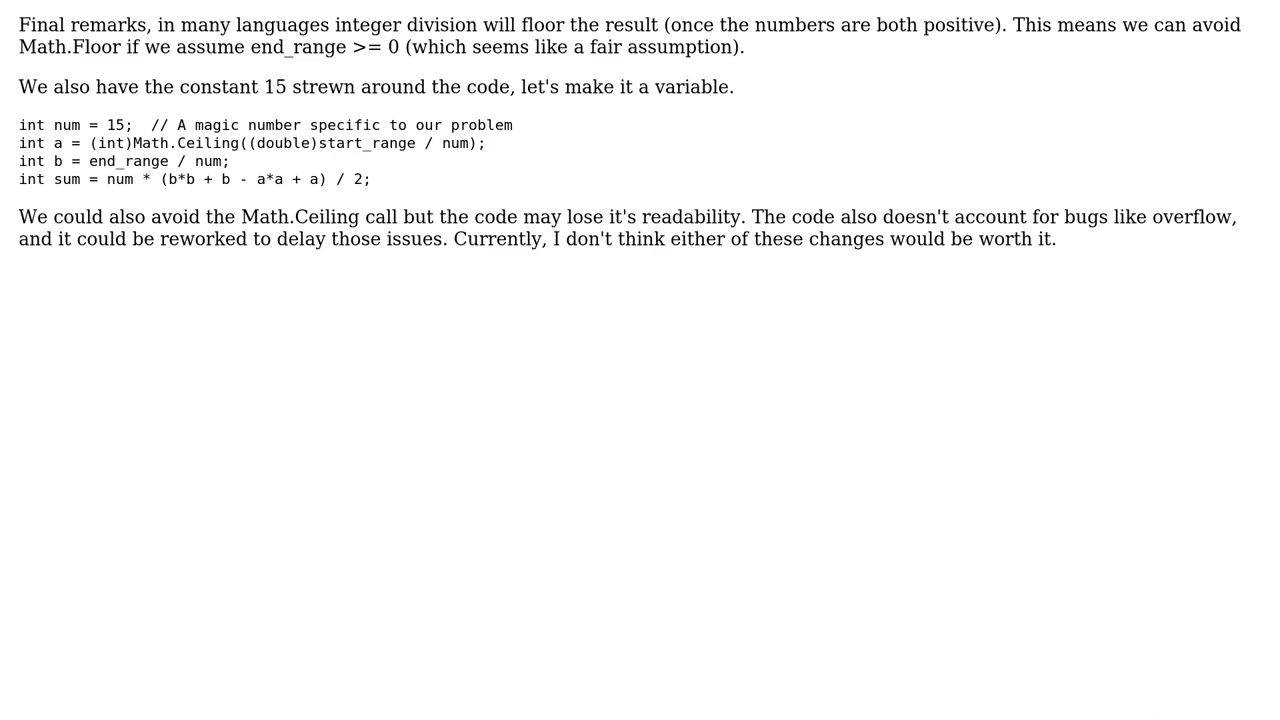 Final remarks, in many languages integer division will floor the result (once the numbers are both positive). This means we can avoid
Math.Floor if we assume end_range >= 0 (which seems like a fair assumption).
We also have the constant 15 strewn around the code, let's make it a variable.
int num = 15;  // A magic number specific to our problem
int a = (int)Math.Ceiling((double)start_range / num);
int b = end_range / num;
int sum = num * (b*b + b - a*a + a) / 2;
We could also avoid the Math.Ceiling call but the code may lose it's readability. The code also doesn't account for bugs like overflow,
and it could be reworked to delay those issues. Currently, I don't think either of these changes would be worth it.